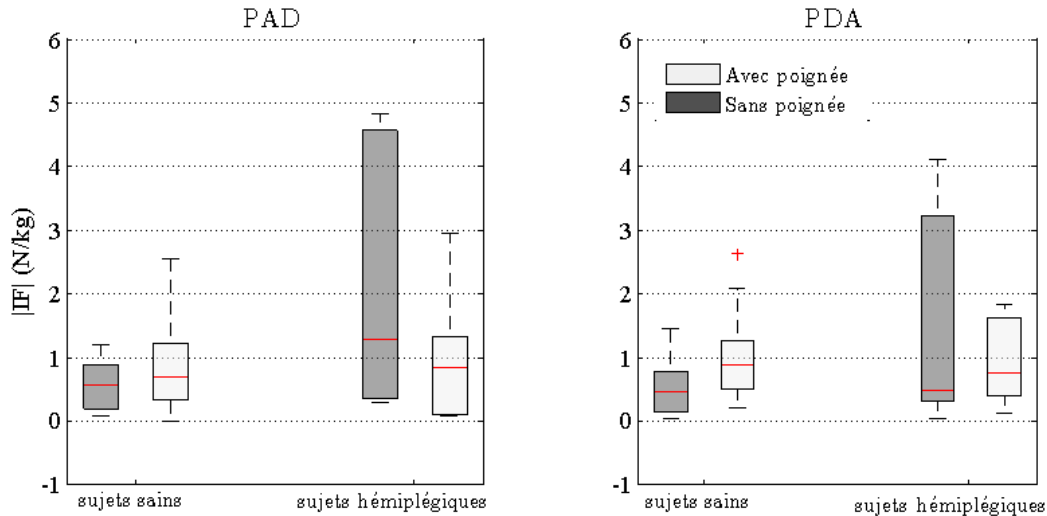 PAD
|IF| (N/kg)
6
5
4
3
2
1
0
-1
sujets sains
sujets hémiplégiques
PDA
Avec poignée
Sans poignée
6
5
4
3
2
1
0
-1
sujets sains
sujets hémiplégiques